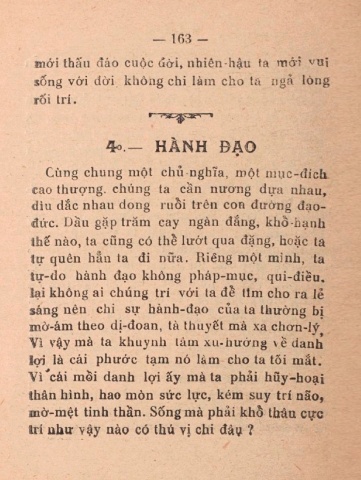 — 163 —
mới thấu đáo cuộc đời, nhiên-hậu ta mới vui
sống với đời không chi làm cho ta ngả lòng
rối trí.
4o.— HÀNH ĐẠO
Cùng chung một chủ-nghĩa, một mục-đích
cao thượng. chúng ta cần nương dựa nhau,
dìu dắc nhau dong ruồi trên con đường đạo-
đức. Dầu gặp trăm cay ngàn đắng, khổ-hạnh
thế nào, ta cũng có thể lướt qua đặng, hoặc ta
tự quên hẳn ta đi nữa. Riêng một mình, ta
tự-do hành đạo không pháp-mục, qui-điều.
lại không ai chúng trí với ta để tìm cho ra lẽ
sáng nên chi sự hành-đạo của ta thường bị
mờ-ám theo dị-đoan, tà thuyết mà xa chơn-lý.
Vì vậy mà ta khuynh tâm xu-hướng về danh
lợi là cái phước tạm nó làm cho ta tối mắt.
Vì cái mồi danh lợi ấy mà ta phải hủy-hoại
thân hình, hao mòn sức lực, kém suy trí não,
mờ-mệt tinh thần. Sống mà phải khổ thâu cực
trí như vậy nào có thú vị chi đâu ?